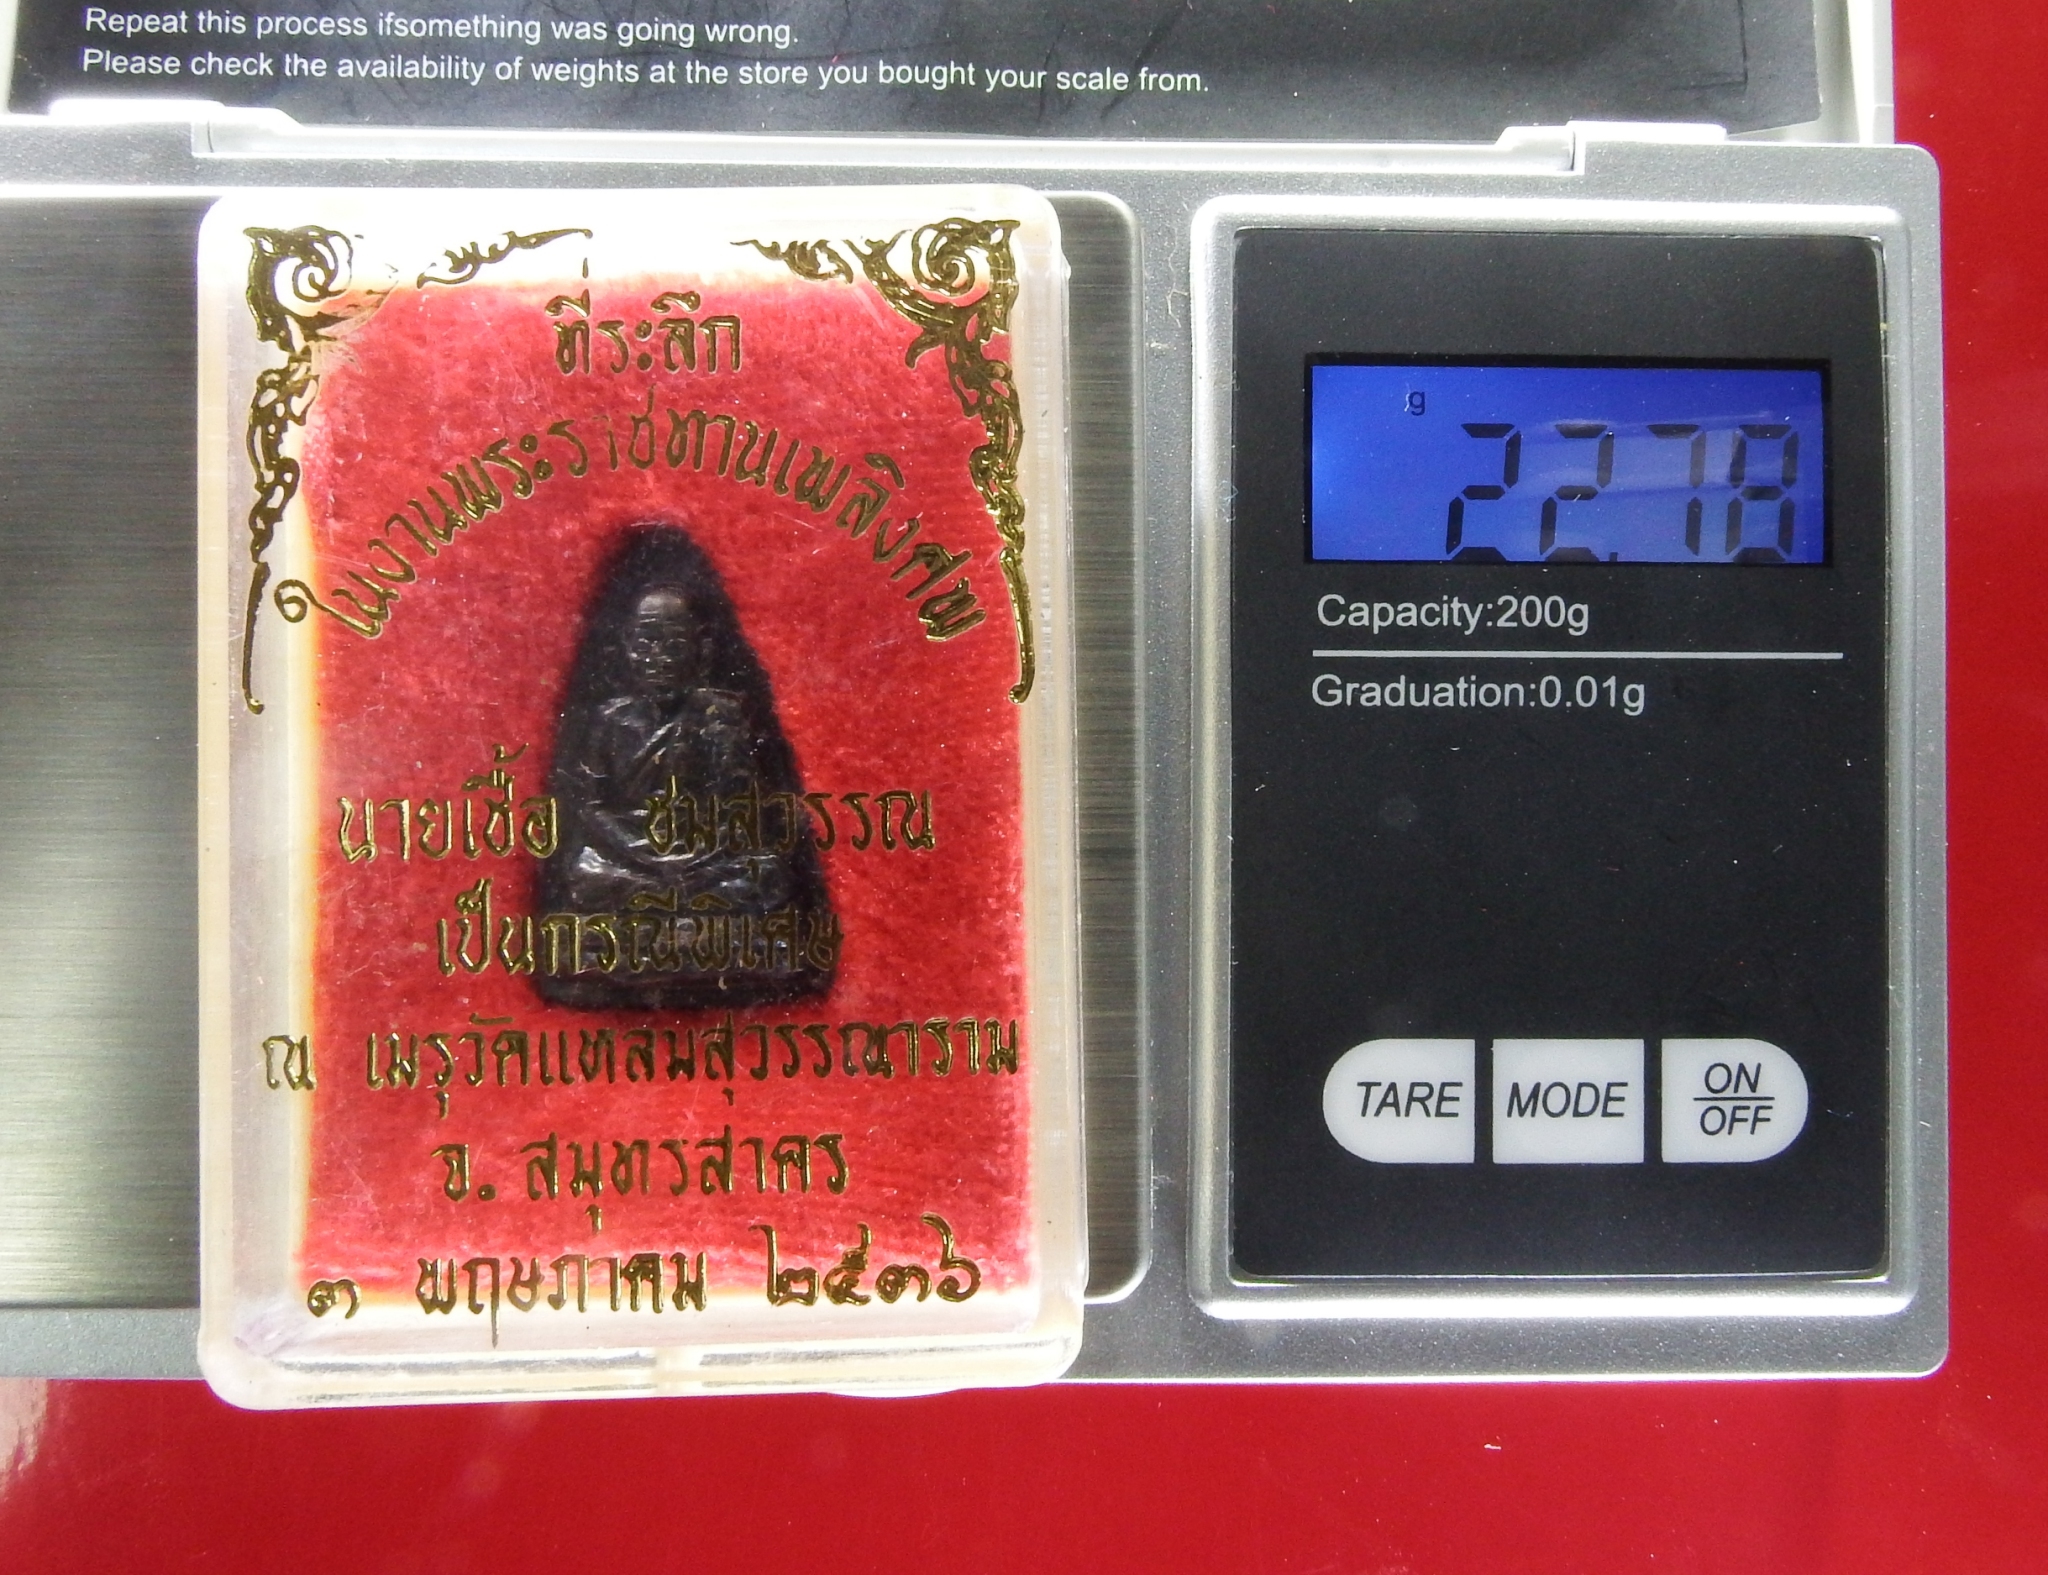 Repeat this process ifsomething was going wrong.
Please check the availability of weights at the store you bought your scale from.
ที่ระลึก
ในงานพระราชทานเพลิงศพ
นายเชื้อ ชมสุวรรณ
เป็นกรณีพิเศษ
ณ เมรุวัดแหลมสุวรรณาราม
จ. สมุทรสาคร
๓ พฤษภาคม ๒๕๓๖
g
22.78
Capacity:200g
Graduation:0.01g
TARE MODE ON
OFF